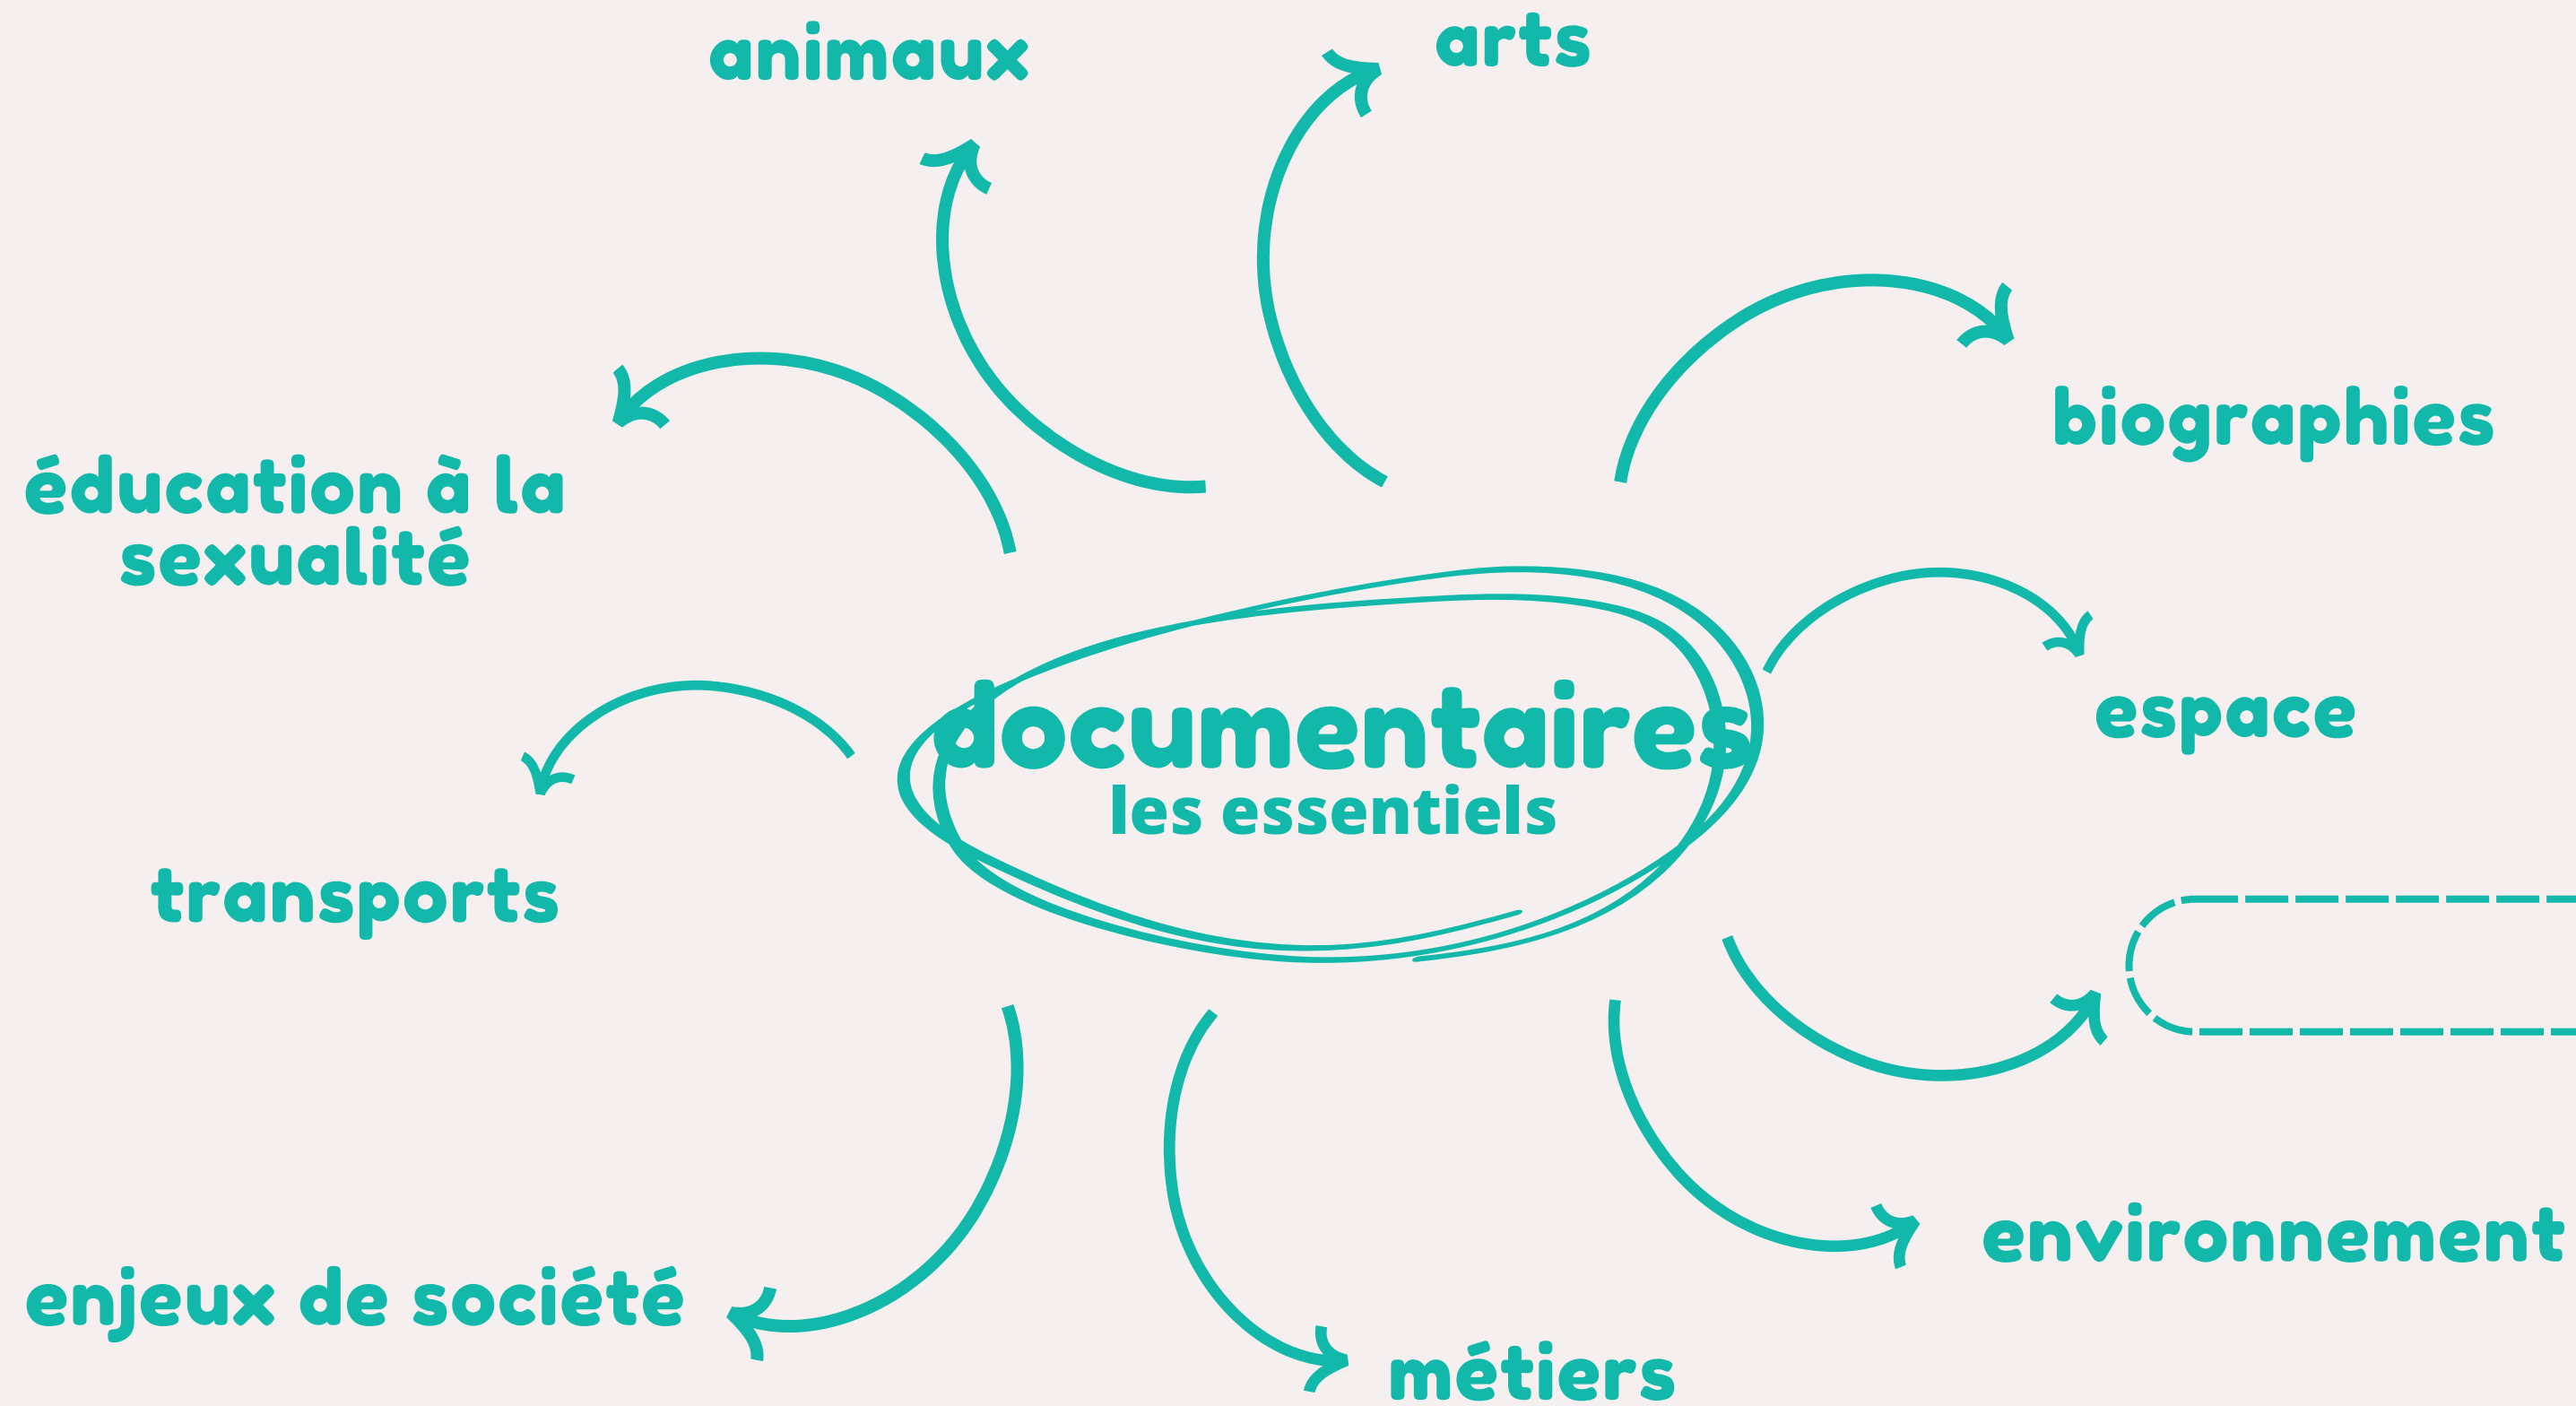 animaux
arts
biographies
éducation à la
sexualité
espace
documentaires
les essentiels
transports
environnement
enjeux de société
métiers